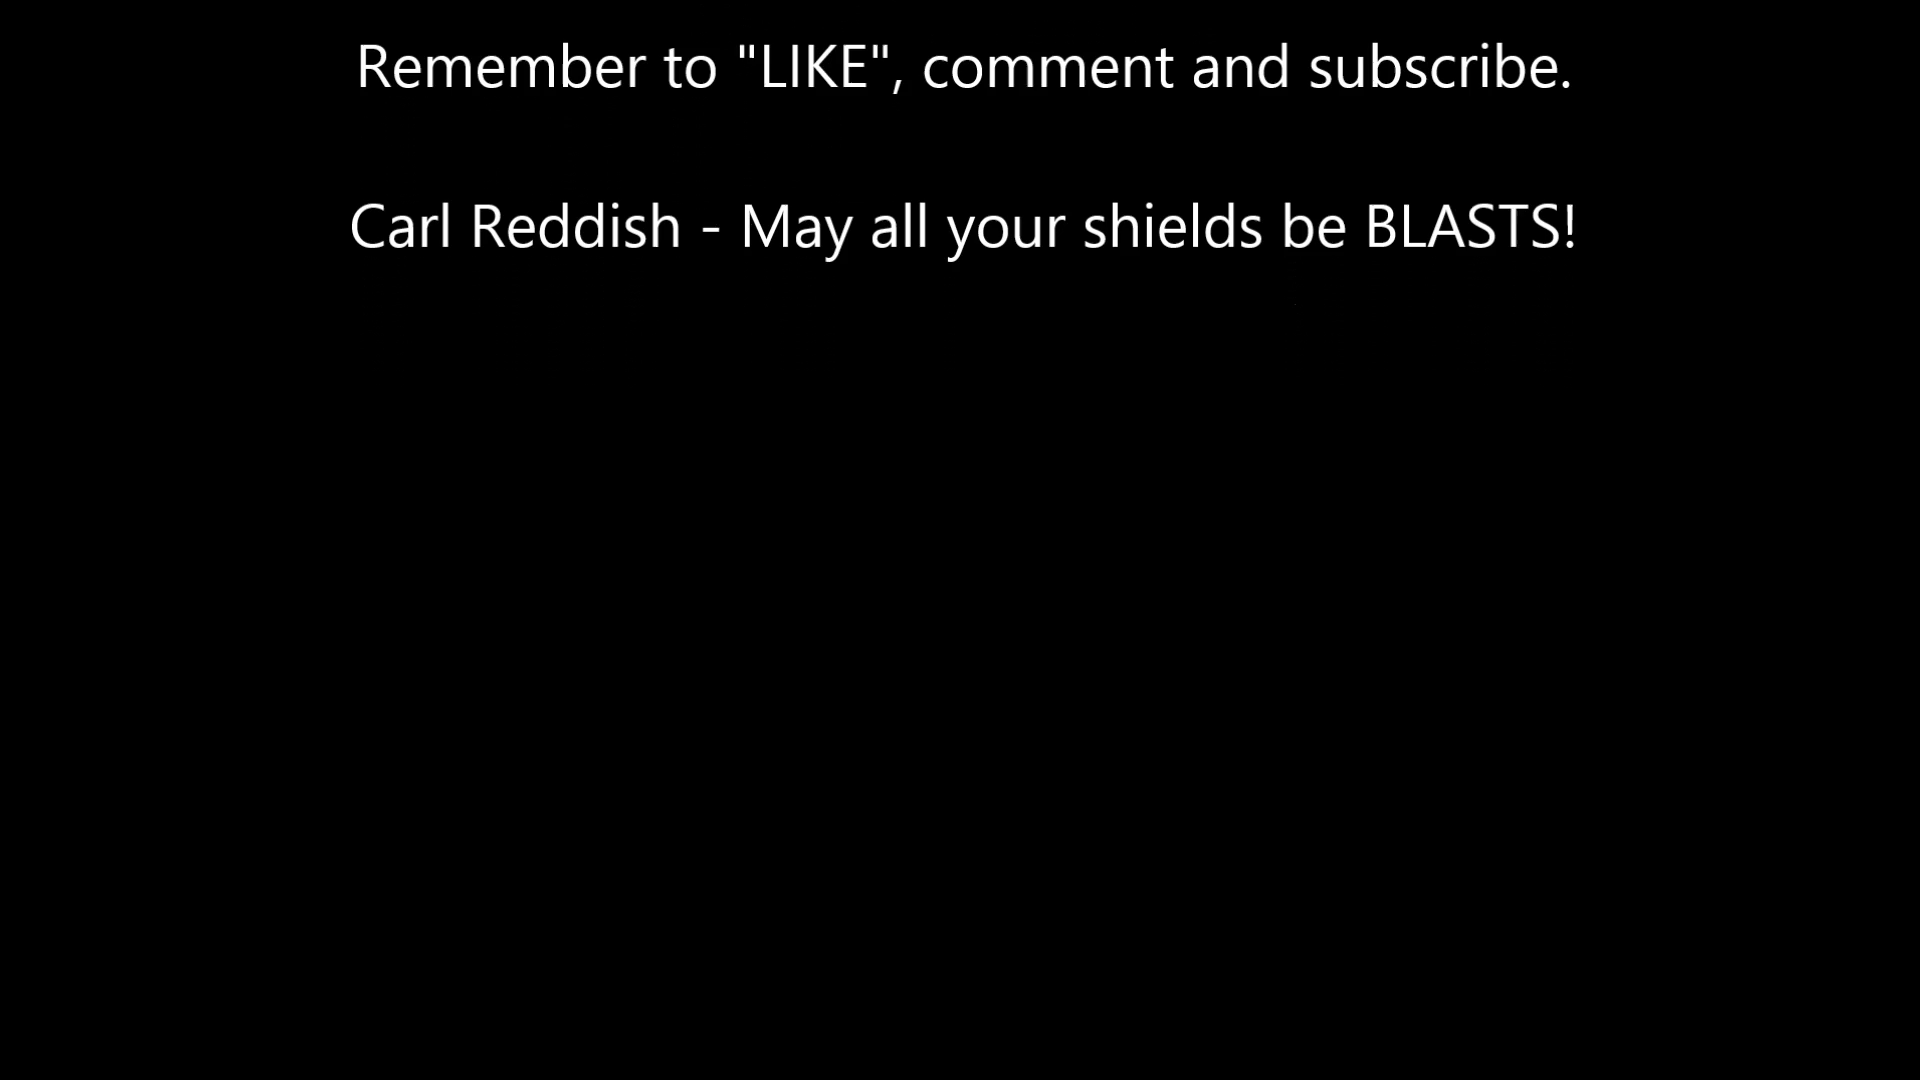 Remember to "LIKE", comment and subscribe.
Carl Reddish - May all your shields be BLASTS!